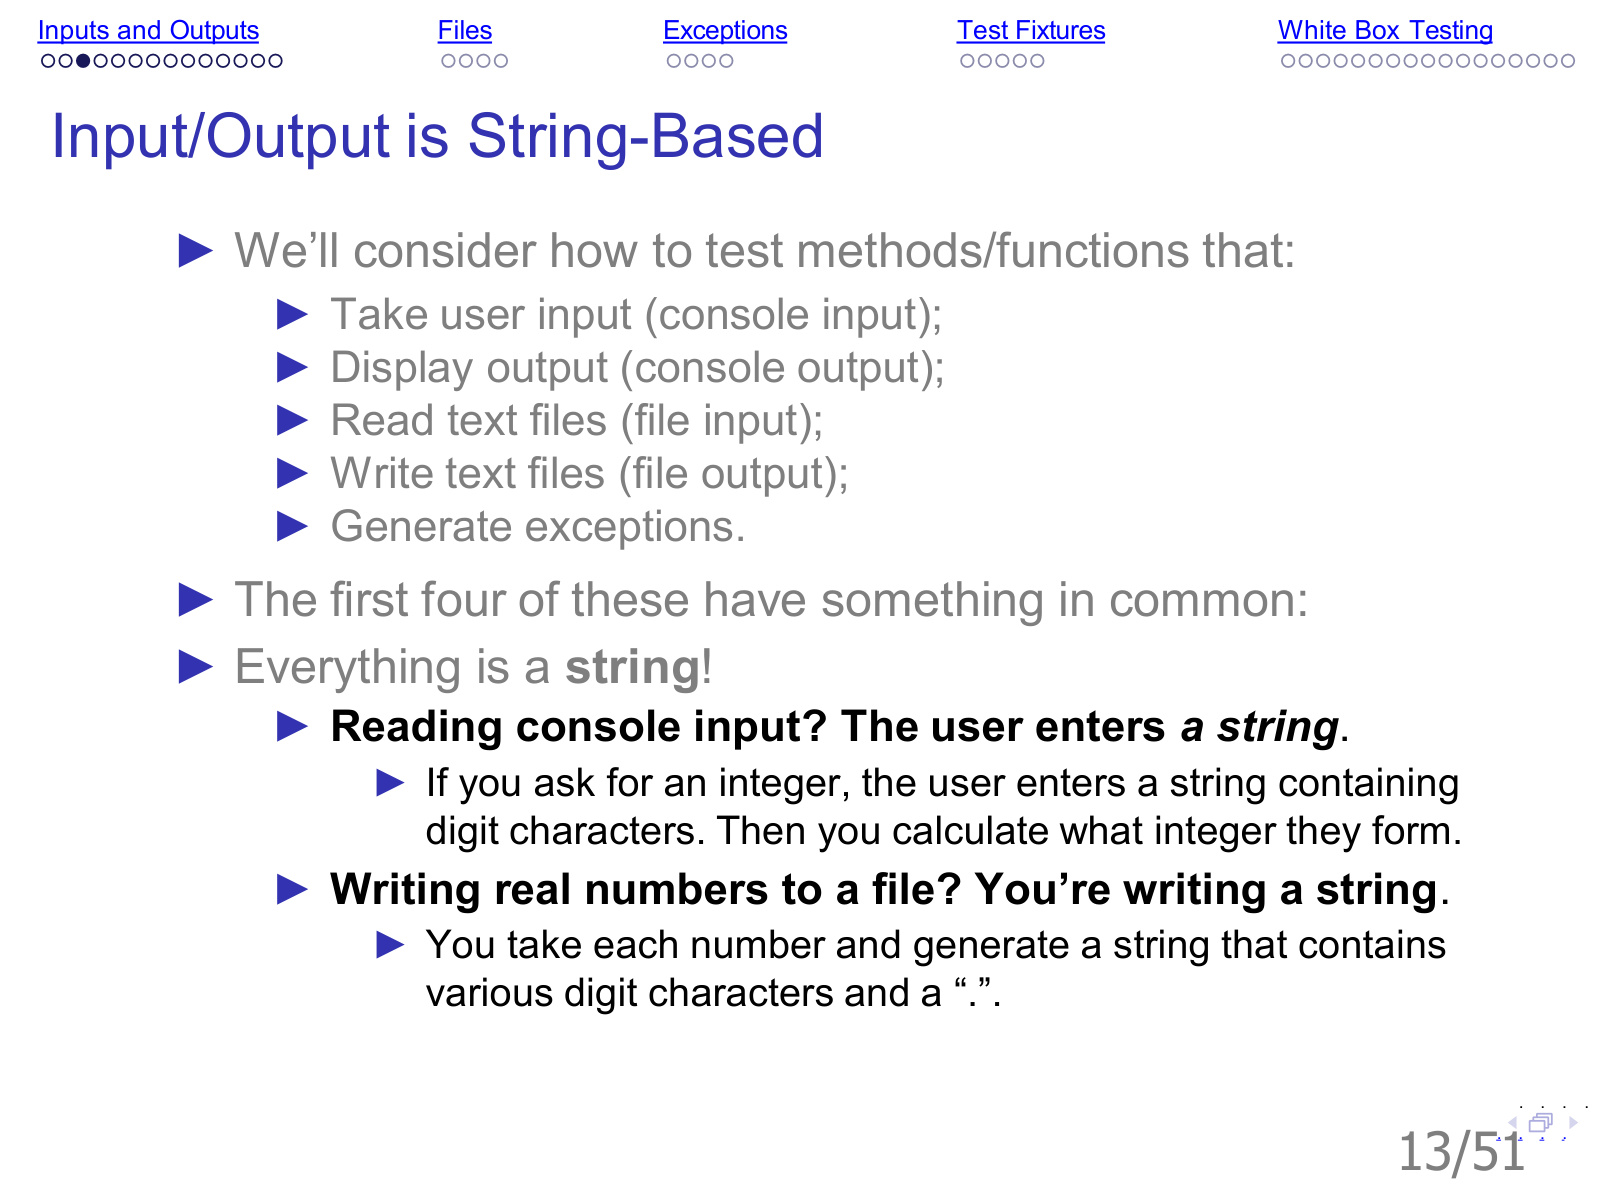 Inputs and Outputs Files Exceptions Test Fixtures White Box Testing
Input/Output is String-Based
We’ll consider how to test methods/functions that:
Take user input (console input);
Display output (console output);
Read text files (file input);
Write text files (file output);
Generate exceptions.
The first four of these have something in common:
Everything is a string!
Reading console input? The user enters a string.
If you ask for an integer, the user enters a string containing
digit characters. Then you calculate what integer they form.
Writing real numbers to a file? You’re writing a string.
You take each number and generate a string that contains
various digit characters and a “.”.
13/51